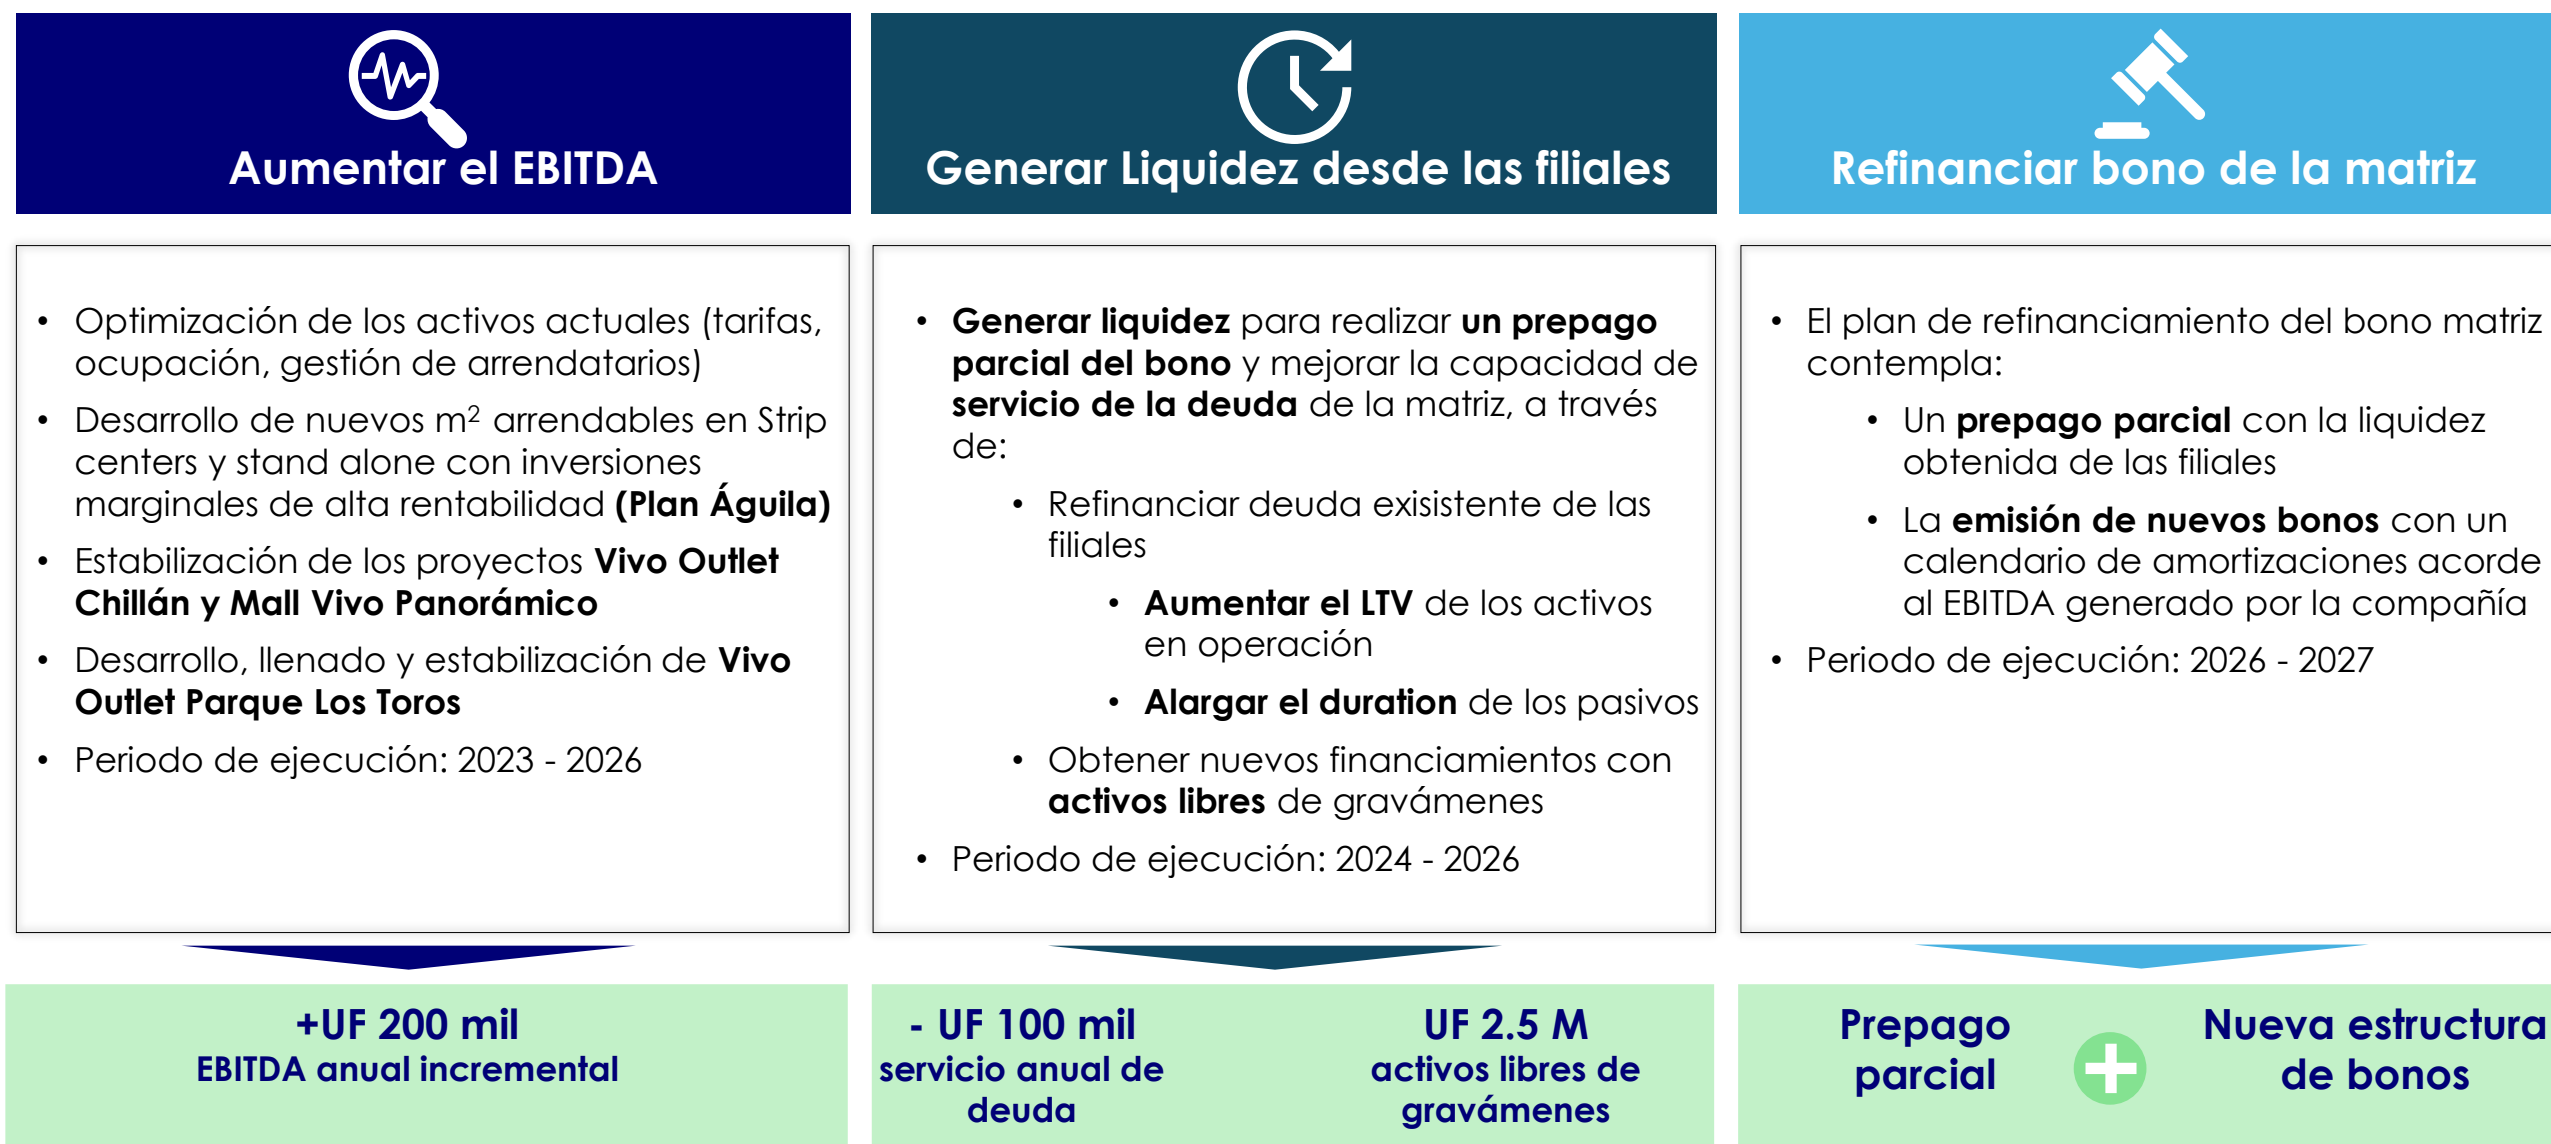 Aumentar el EBITDA
• Optimización de los activos actuales (tarifas,
ocupación, gestión de arrendatarios)
• Desarrollo de nuevos m² arrendables en Strip
centers y stand alone con inversiones
marginales de alta rentabilidad (Plan Águila)
• Estabilización de los proyectos Vivo Outlet
Chillán y Mall Vivo Panorámico
• Desarrollo, llenado y estabilización de Vivo
Outlet Parque Los Toros
• Periodo de ejecución: 2023 - 2026
+UF 200 mil
EBITDA anual incremental
Generar Liquidez desde las filiales
• Generar liquidez para realizar un prepago
parcial del bono y mejorar la capacidad de
servicio de la deuda de la matriz, a través
de:
• Refinanciar deuda exisistente de las
filiales
• Aumentar el LTV de los activos
en operación
• Alargar el duration de los pasivos
• Obtener nuevos financiamientos con
activos libres de gravámenes
• Periodo de ejecución: 2024 - 2026
- UF 100 mil
servicio anual de
deuda
UF 2.5 M
activos libres de
gravámenes
Refinanciar bono de la matriz
• El plan de refinanciamiento del bono matriz
contempla:
• Un prepago parcial con la liquidez
obtenida de las filiales
• La emisión de nuevos bonos con un
calendario de amortizaciones acorde
al EBITDA generado por la compañía
• Periodo de ejecución: 2026 - 2027
Prepago
parcial
Nueva estructura
de bonos